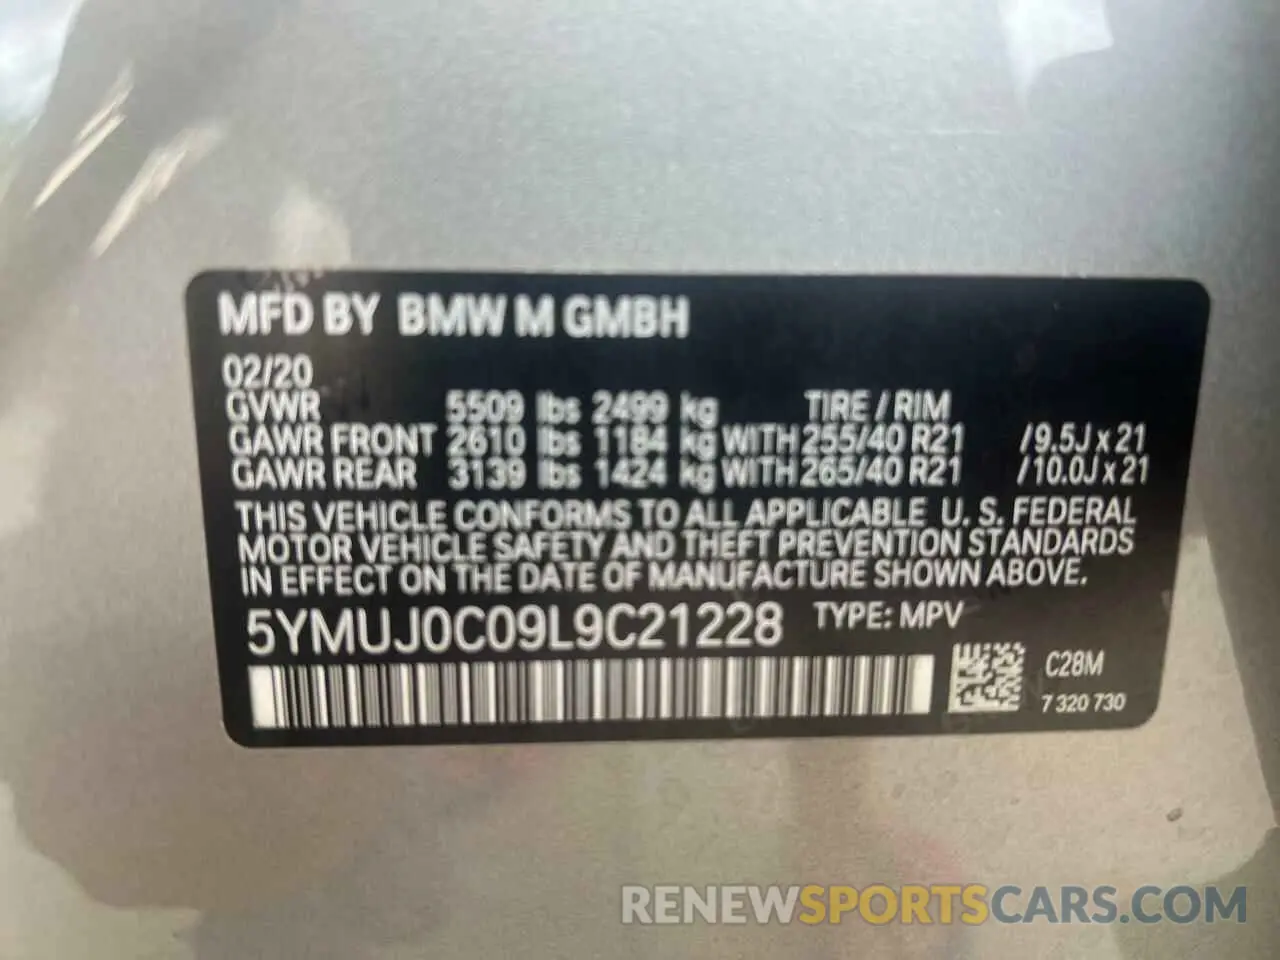 MFD BY BMW M GMBH
02/20
GVWR 5509 lbs 2499 kg TIRE / RIM
GAWR FRONT 2610 lbs 1184 kg WITH 255/40 R21 /9.5J x 21
GAWR REAR 3139 lbs 1424 kg WITH 265/40 R21 /10.0J x 21
THIS VEHICLE CONFORMS TO ALL APPLICABLE U. S. FEDERAL
MOTOR VEHICLE SAFETY AND THEFT PREVENTION STANDARDS
IN EFFECT ON THE DATE OF MANUFACTURE SHOWN ABOVE.
5YMUJ0C09L9C21228 TYPE: MPV
C28M
7 320 730
RENEWSPORTSCARS.COM